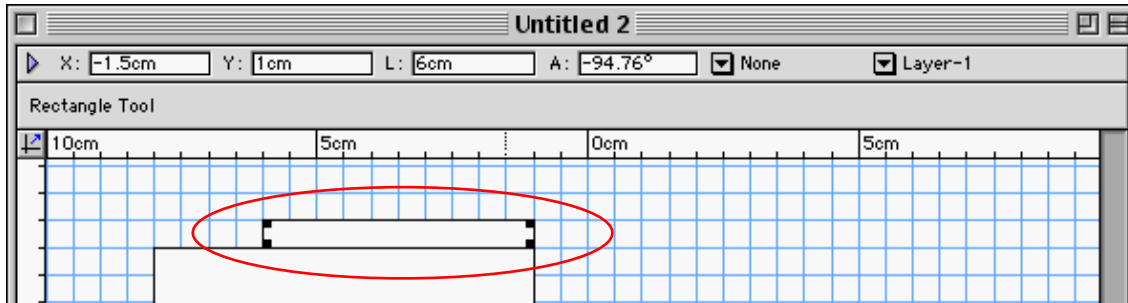 Untitled 2
X: -1.5cm Y: 1cm L: 6cm A: -94.76° None Layer-1
Rectangle Tool
10cm 5cm 0cm 5cm